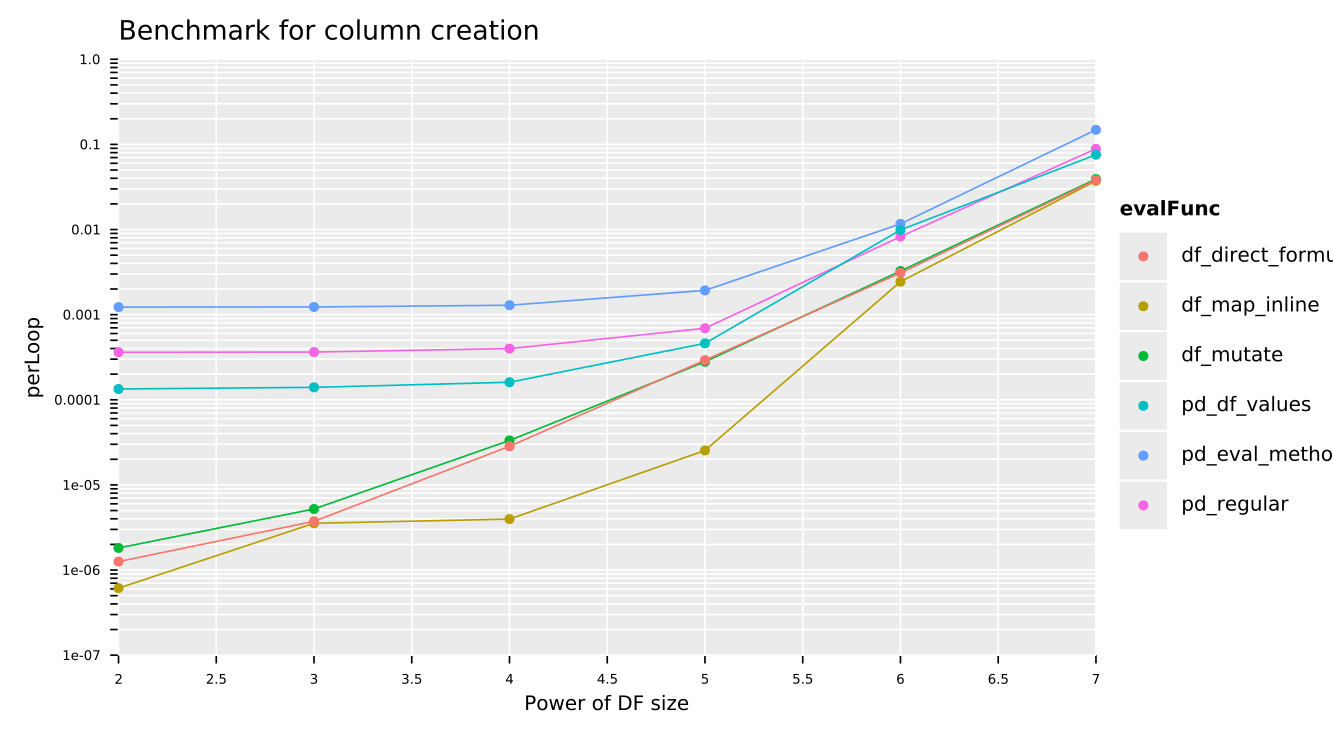 Benchmark for column creation
1.0
0.1
0.01
0.001
0.0001
1e-05
1e-06
1e-07
perLoop
2 2.5 3 3.5 4 4.5 5 5.5 6 6.5 7
Power of DF size
evalFunc
df_direct_formu
df_map_inline
df_mutate
pd_df_values
pd_eval_metho
pd_regular